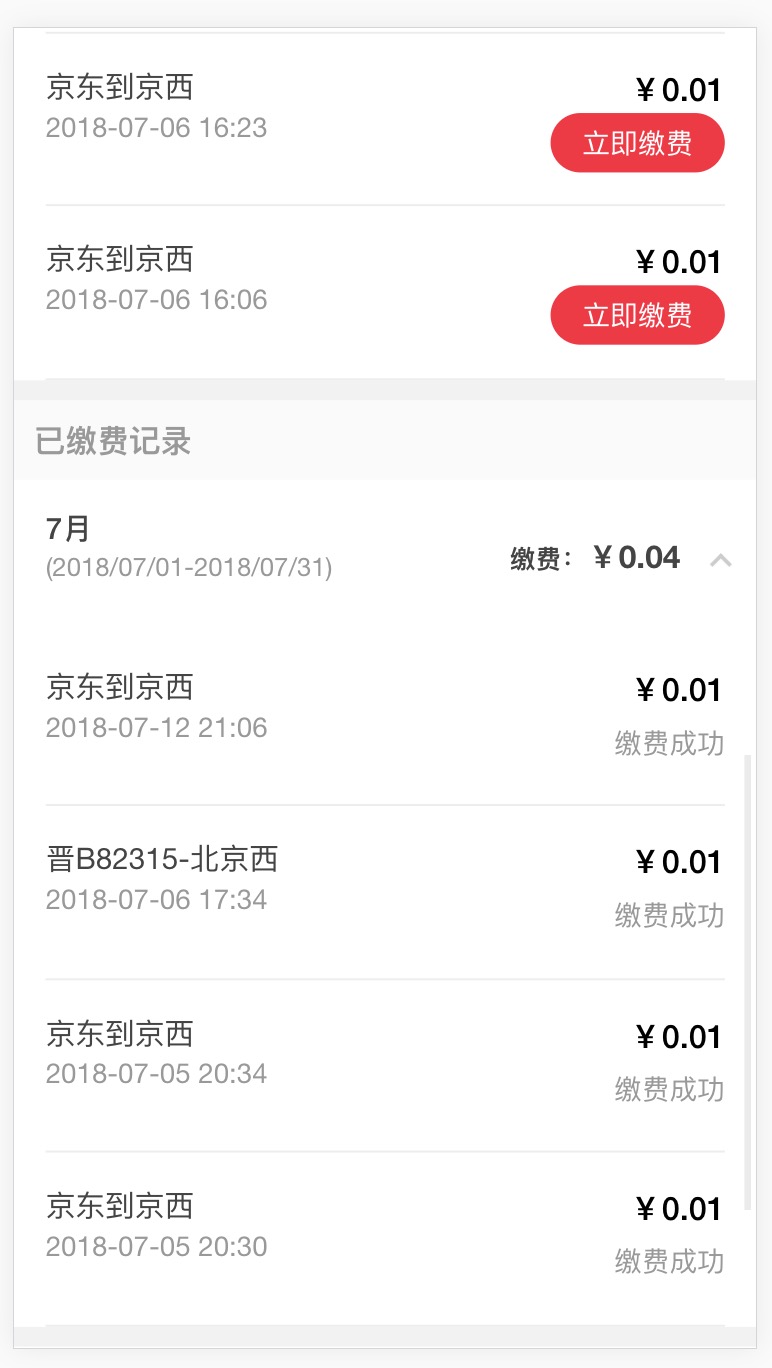 京东到京西
¥ 0.01
2018-07-06 16:23
立即缴费
京东到京西
¥ 0.01
2018-07-06 16:06
立即缴费
已缴费记录
7月
(2018/07/01-2018/07/31)
缴费： ¥ 0.04
京东到京西
¥ 0.01
2018-07-12 21:06
缴费成功
晋B82315-北京西
¥ 0.01
2018-07-06 17:34
缴费成功
京东到京西
¥ 0.01
2018-07-05 20:34
缴费成功
京东到京西
¥ 0.01
2018-07-05 20:30
缴费成功